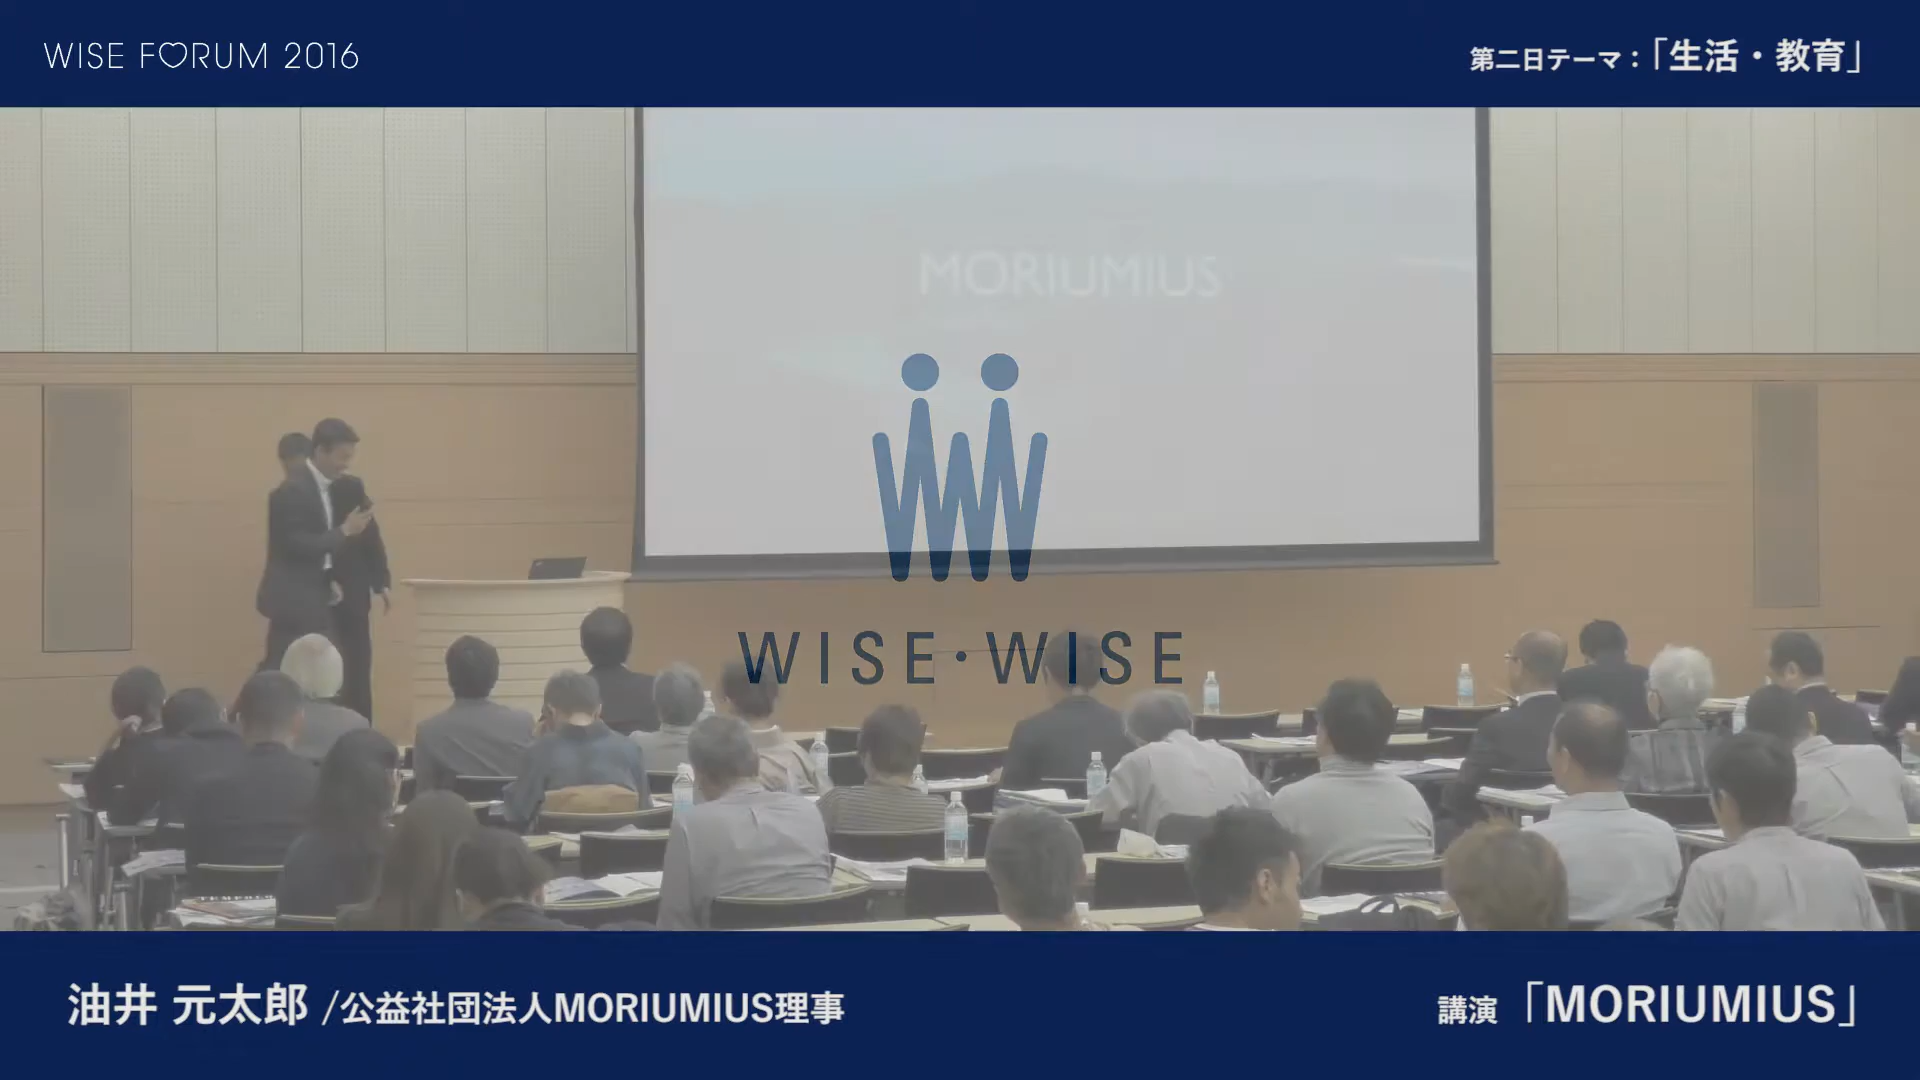 WISE FORUM 2016
第二日テーマ：「生活・教育」
MORIUMIUS
WISE・WISE
油井 元太郎 /公益社団法人MORIUMIUS理事
講演 「MORIUMIUS」